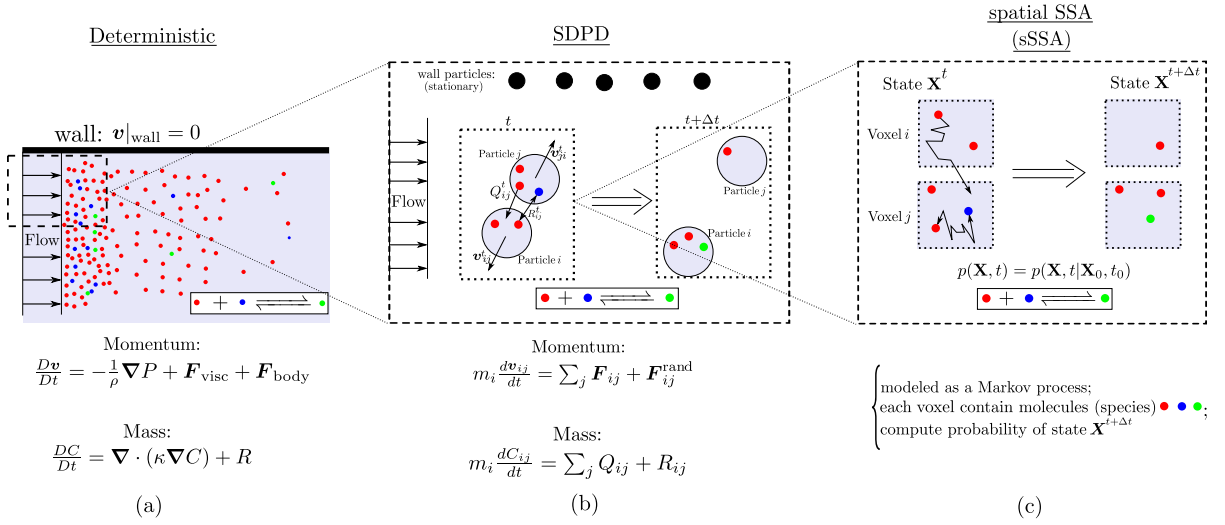 Deterministic
wall: v|wall = 0
Flow
+ ⇌
Momentum:
Dv/Dt = −1/ρ ∇P + F_visc + F_body
Mass:
DC/Dt = ∇ · (κ∇C) + R
(a)
SDPD
wall particles:
(stationary)
t
t+Δt
Particle j
v^t_ji
Q^t_ij
R^t_ij
Flow
Particle i
v^t_ij
Particle j
Particle i
+ ⇌
Momentum:
m_i dv_ij/dt = ∑_j F_ij + F^rand_ij
Mass:
m_i dC_ij/dt = ∑_j Q_ij + R_ij
(b)
spatial SSA
(sSSA)
State X^t
State X^{t+Δt}
Voxel i
Voxel j
p(X, t) = p(X, t|X_0, t_0)
+ ⇌
modeled as a Markov process;
each voxel contain molecules (species) ;
compute probability of state X^{t+Δt}
(c)